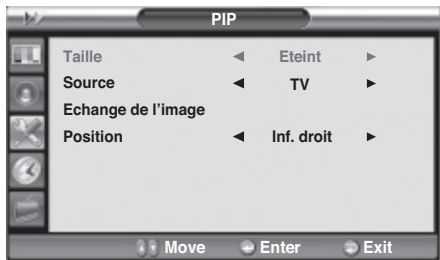 PIP
Taille ◄ Eteint ►
Source ◄ TV ►
Echange de l'image
Position ◄ Inf. droit ►
Move Enter Exit